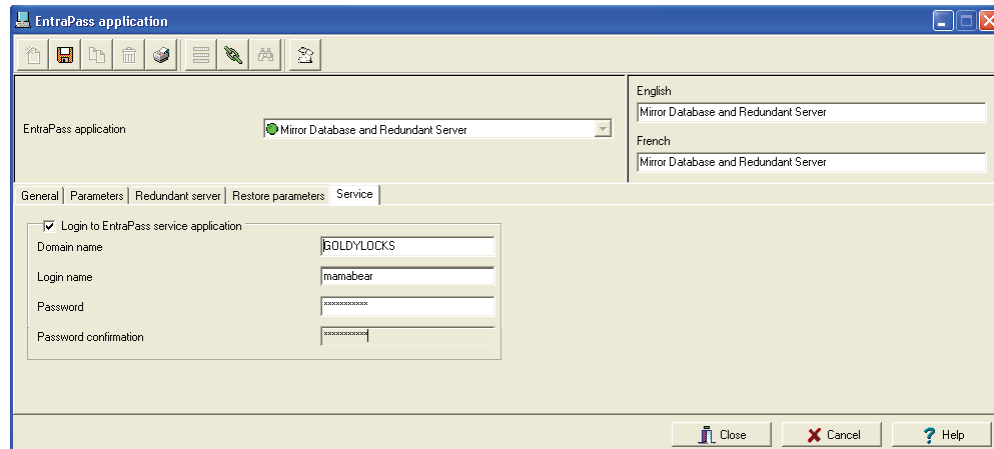 EntraPass application
English
EntraPass application
Mirror Database and Redundant Server
Mirror Database and Redundant Server
French
Mirror Database and Redundant Server
General Parameters Redundant server Restore parameters Service
Login to EntraPass service application
Domain name GOLDYLOCKS
Login name mamabear
Password ***********
Password confirmation ***********
Close Cancel ? Help